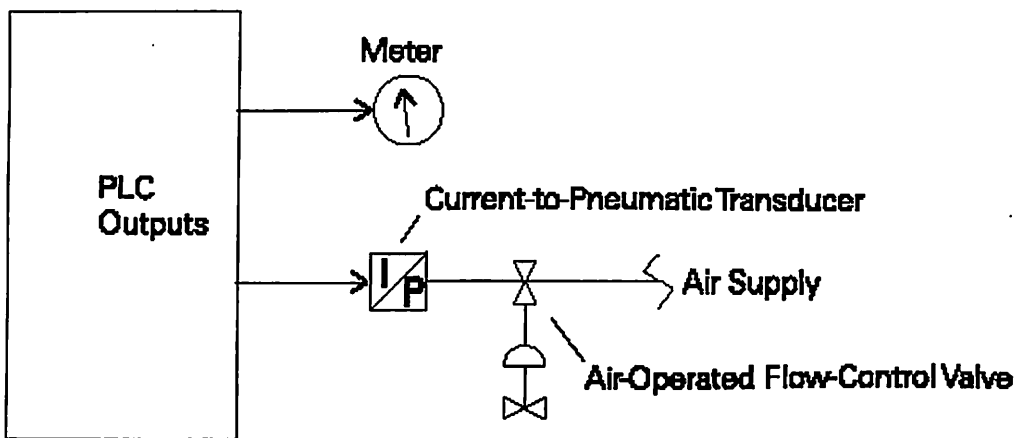 Meter
PLC
Outputs
Current-to-Pneumatic Transducer
I
P
Air Supply
Air-Operated Flow-Control Valve